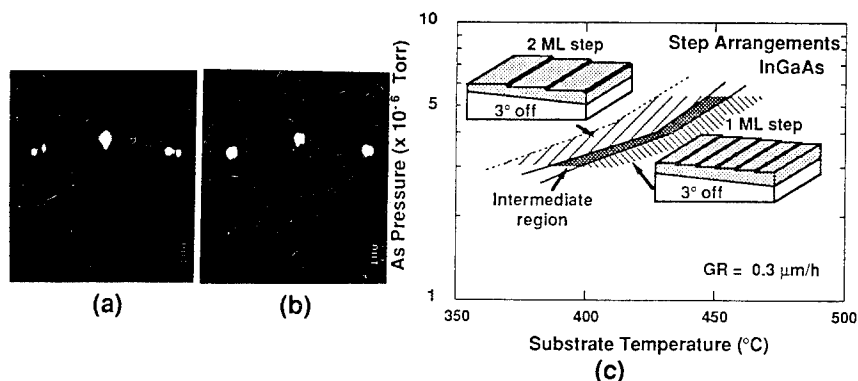 (a)
(b)
As Pressure (x 10⁻⁶ Torr)
10
5
1
2 ML step
3° off
Step Arrangements
InGaAs
1 ML step
3° off
Intermediate
region
GR = 0.3 μm/h
350
400
450
500
Substrate Temperature (°C)
(c)